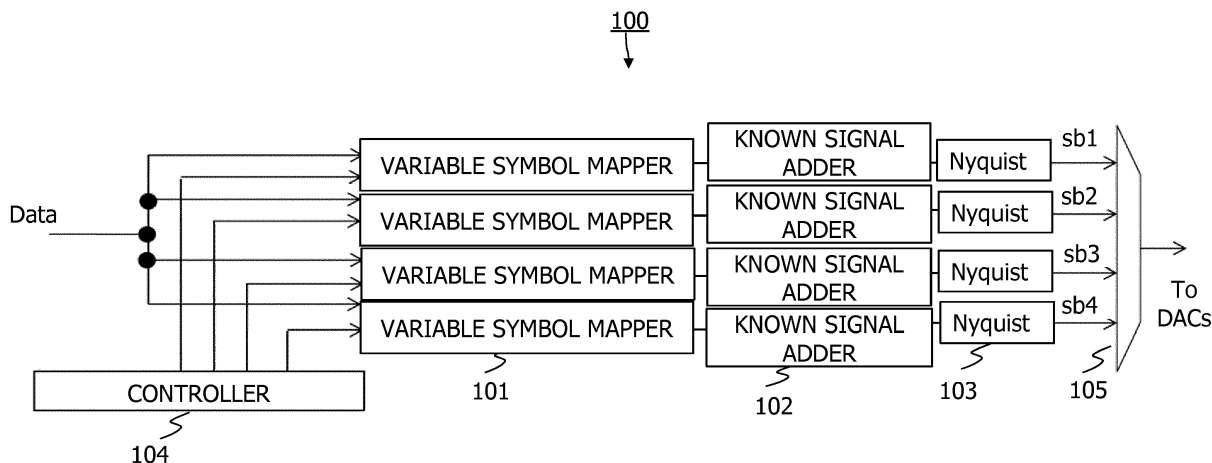 100
Data
VARIABLE SYMBOL MAPPER
KNOWN SIGNAL
ADDER
Nyquist
sb1
VARIABLE SYMBOL MAPPER
KNOWN SIGNAL
ADDER
Nyquist
sb2
VARIABLE SYMBOL MAPPER
KNOWN SIGNAL
ADDER
Nyquist
sb3
VARIABLE SYMBOL MAPPER
KNOWN SIGNAL
ADDER
Nyquist
sb4
To
DACs
CONTROLLER
104
101
102
103
105